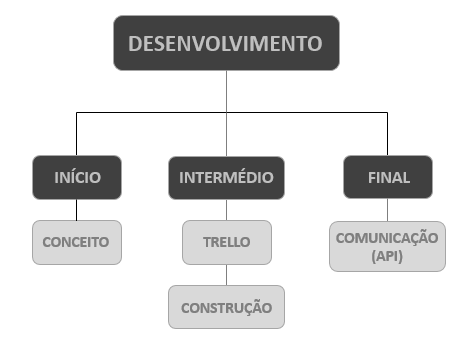 DESENVOLVIMENTO
INÍCIO
INTERMÉDIO
FINAL
CONCEITO
TRELLO
COMUNICAÇÃO
(API)
CONSTRUÇÃO